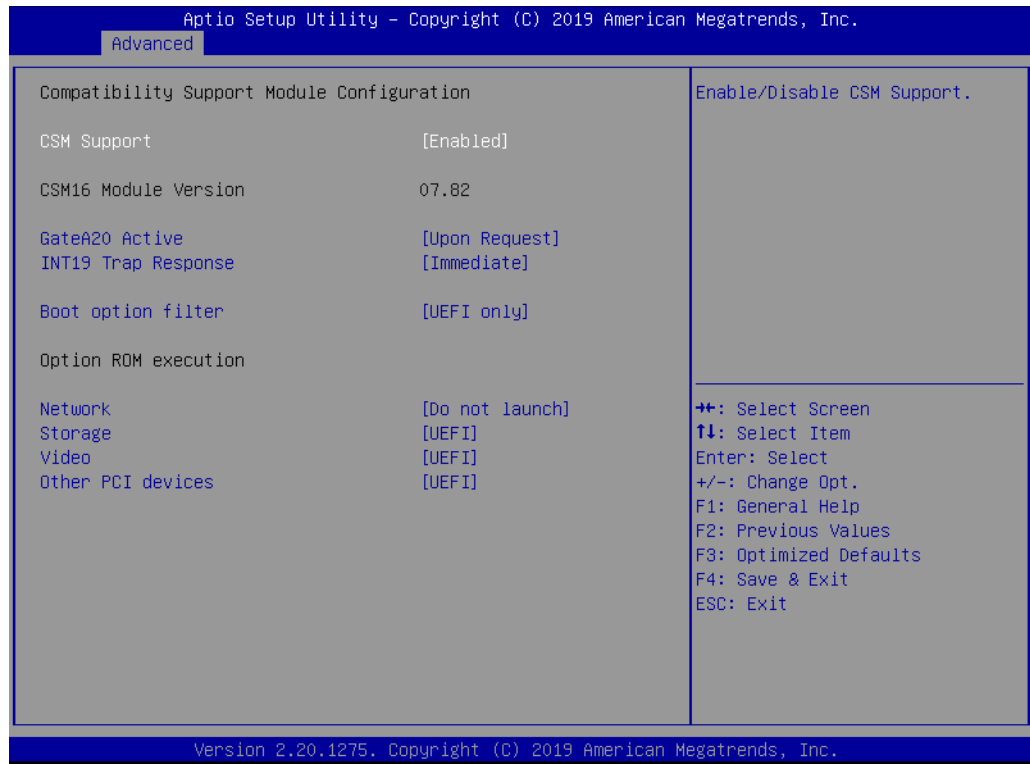 Aptio Setup Utility – Copyright (C) 2019 American Megatrends, Inc.
Advanced
Compatibility Support Module Configuration
CSM Support [Enabled]
CSM16 Module Version 07.82
GateA20 Active [Upon Request]
INT19 Trap Response [Immediate]
Boot option filter [UEFI only]
Option ROM execution
Network [Do not launch]
Storage [UEFI]
Video [UEFI]
Other PCI devices [UEFI]
Enable/Disable CSM Support.
→←: Select Screen
↑↓: Select Item
Enter: Select
+/-: Change Opt.
F1: General Help
F2: Previous Values
F3: Optimized Defaults
F4: Save & Exit
ESC: Exit
Version 2.20.1275. Copyright (C) 2019 American Megatrends, Inc.